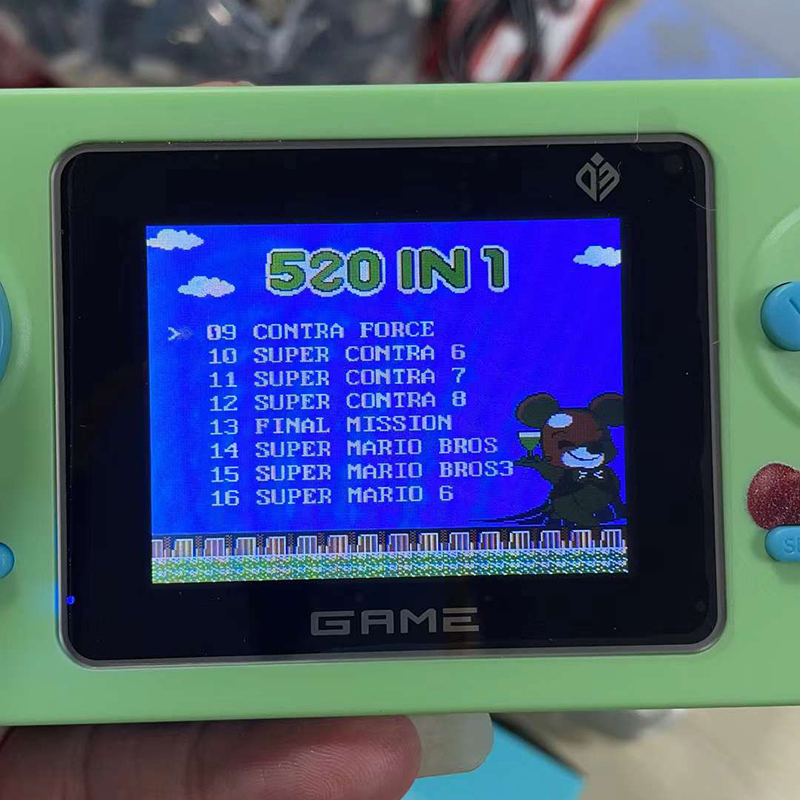 520 IN 1
09 CONTRA FORCE
10 SUPER CONTRA 6
11 SUPER CONTRA 7
12 SUPER CONTRA 8
13 FINAL MISSION
14 SUPER MARIO BROS
15 SUPER MARIO BROS3
16 SUPER MARIO 6
GAME